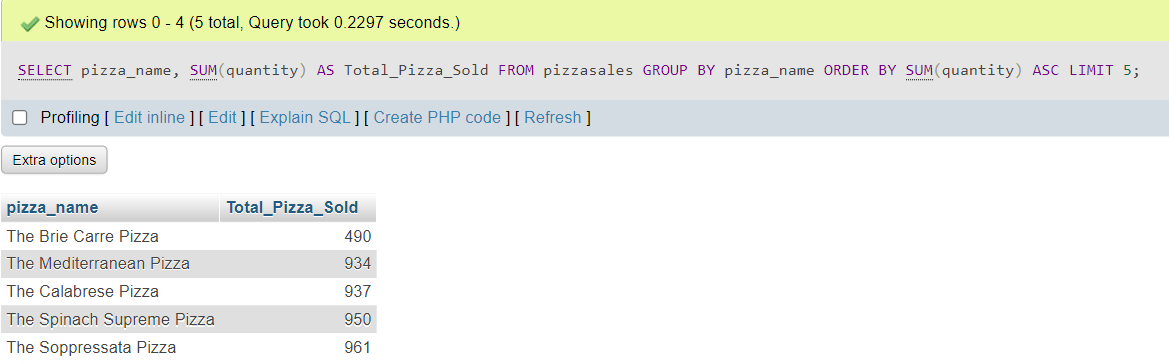 Showing rows 0 - 4 (5 total, Query took 0.2297 seconds.)
SELECT pizza_name, SUM(quantity) AS Total_Pizza_Sold FROM pizzasales GROUP BY pizza_name ORDER BY SUM(quantity) ASC LIMIT 5;
Profiling [ Edit inline ] [ Edit ] [ Explain SQL ] [ Create PHP code ] [ Refresh ]
Extra options
pizza_name Total_Pizza_Sold
The Brie Carre Pizza 490
The Mediterranean Pizza 934
The Calabrese Pizza 937
The Spinach Supreme Pizza 950
The Soppressata Pizza 961